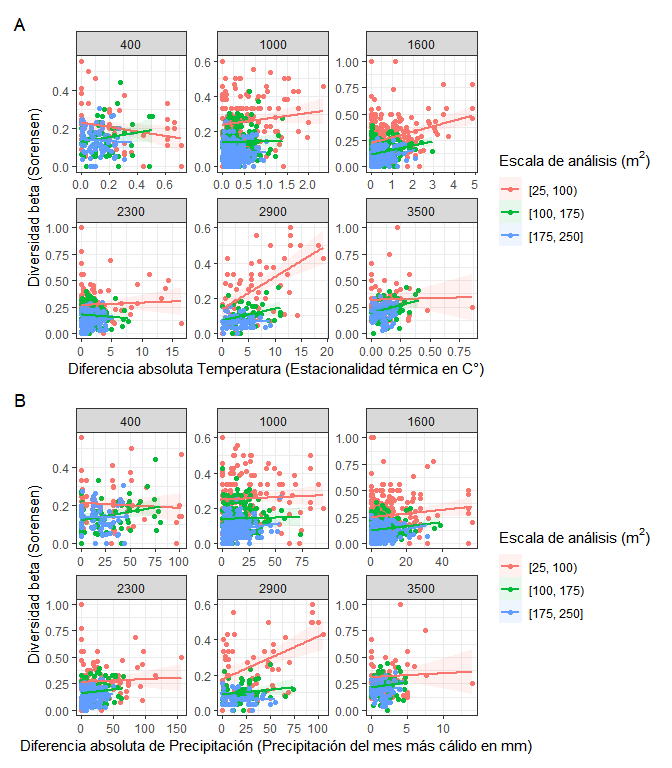 A
400 1000 1600
0.4 0.2 0.0
0.6 0.4 0.2 0.0
1.00 0.75 0.50 0.25 0.00
0.0 0.2 0.4 0.6
0.0 0.5 1.0 1.5 2.0
0 1 2 3 4 5
2300 2900 3500
1.00 0.75 0.50 0.25 0.00
0.6 0.4 0.2 0.0
1.00 0.75 0.50 0.25 0.00
0 5 10 15
0 5 10 15 20
0.00 0.25 0.50 0.75
Diversidad beta (Sorensen)
Diferencia absoluta Temperatura (Estacionalidad térmica en C°)
Escala de análisis (m²)
[25, 100)
[100, 175)
[175, 250]
B
400 1000 1600
0.4 0.2 0.0
0.6 0.4 0.2 0.0
1.00 0.75 0.50 0.25 0.00
0 25 50 75 100
0 25 50 75
0 20 40
2300 2900 3500
1.00 0.75 0.50 0.25 0.00
0.6 0.4 0.2 0.0
1.00 0.75 0.50 0.25 0.00
0 50 100 150
0 25 50 75 100
0 5 10
Diversidad beta (Sorensen)
Diferencia absoluta de Precipitación (Precipitación del mes más cálido en mm)
Escala de análisis (m²)
[25, 100)
[100, 175)
[175, 250]